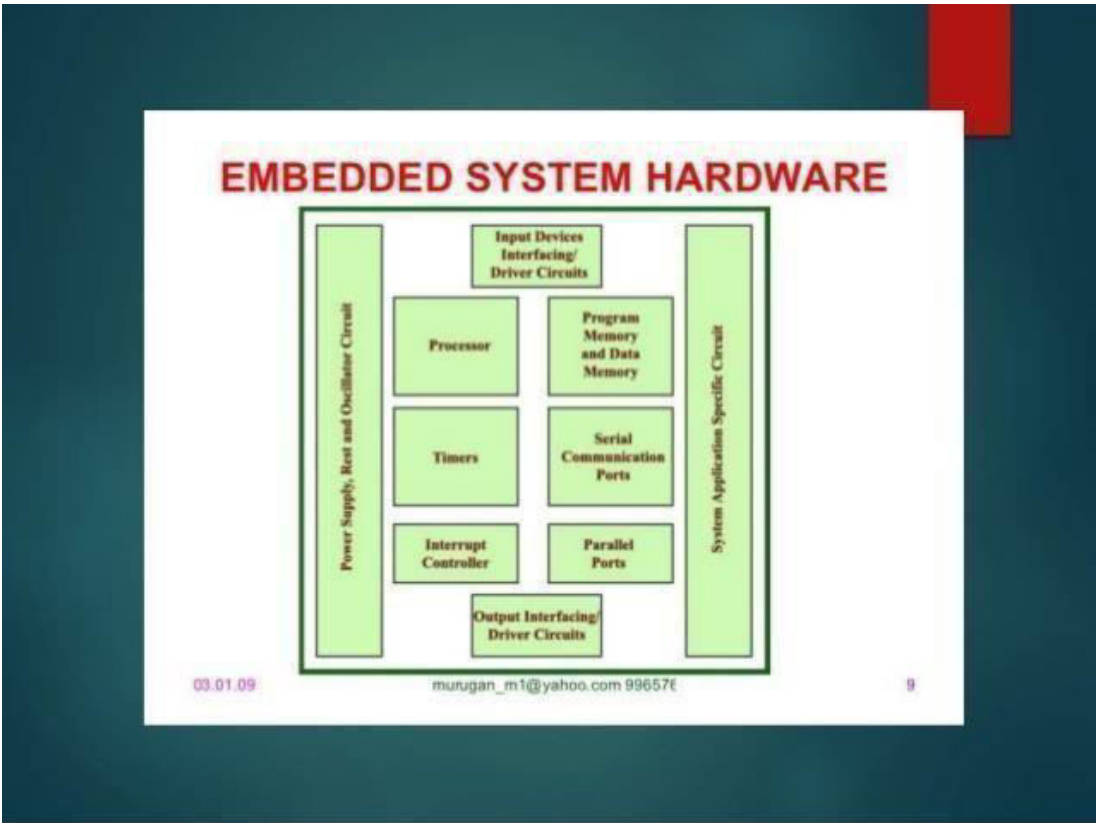 EMBEDDED SYSTEM HARDWARE
Power Supply, Rest and Oscillator Circuit
Input Devices
Interfacing/
Driver Circuits
Processor
Program
Memory
and Data
Memory
Timers
Serial
Communication
Ports
Interrupt
Controller
Parallel
Ports
Output Interfacing/
Driver Circuits
System Application Specific Circuit
03.01.09
murugan_m1@yahoo.com 99657
9